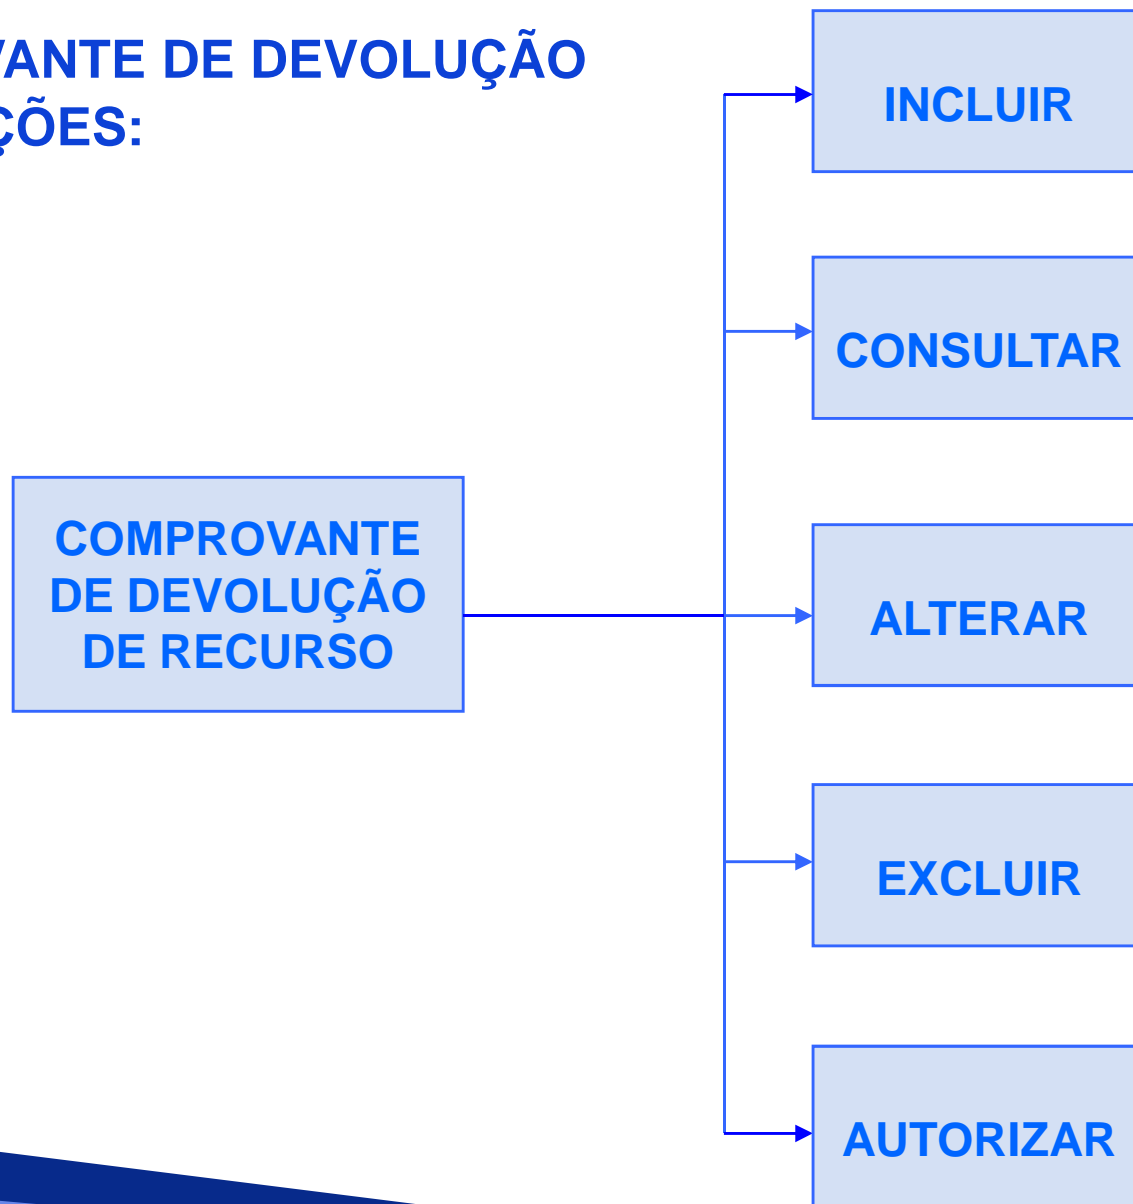 VANTE DE DEVOLUÇÃO
ÇÕES:
INCLUIR
CONSULTAR
COMPROVANTE
DE DEVOLUÇÃO
DE RECURSO
ALTERAR
EXCLUIR
AUTORIZAR